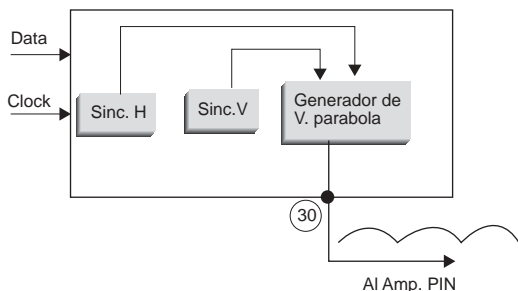 Data
Clock
Sinc. H
Sinc.V
Generador de
V. parabola
30
Al Amp. PIN